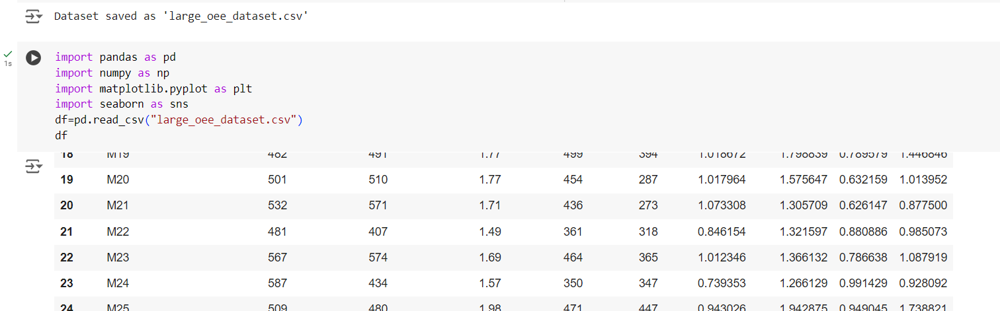 Dataset saved as 'large_oee_dataset.csv'
1s
import pandas as pd
import numpy as np
import matplotlib.pyplot as plt
import seaborn as sns
df=pd.read_csv("large_oee_dataset.csv")
df
18 M19 482 491 1.77 499 394 1.018672 1.798839 0.789579 1.446846
19 M20 501 510 1.77 454 287 1.017964 1.575647 0.632159 1.013952
20 M21 532 571 1.71 436 273 1.073308 1.305709 0.626147 0.877500
21 M22 481 407 1.49 361 318 0.846154 1.321597 0.880886 0.985073
22 M23 567 574 1.69 464 365 1.012346 1.366132 0.786638 1.087919
23 M24 587 434 1.57 350 347 0.739353 1.266129 0.991429 0.928092
24 M25 509 480 1.98 471 447 0.943026 1.942875 0.949045 1.738821